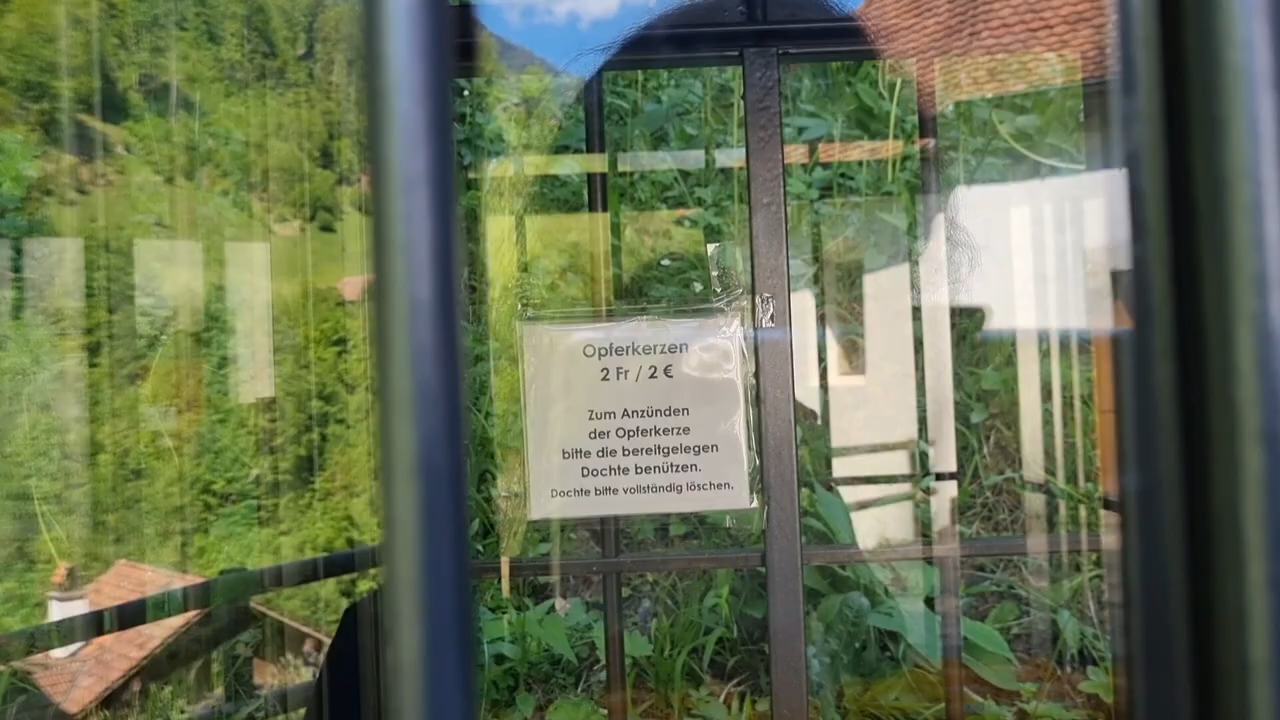 Opferkerzen
2 Fr / 2 €
Zum Anzünden
der Opferkerze
bitte die bereitgelegen
Dochte benützen.
Dochte bitte vollständig löschen.